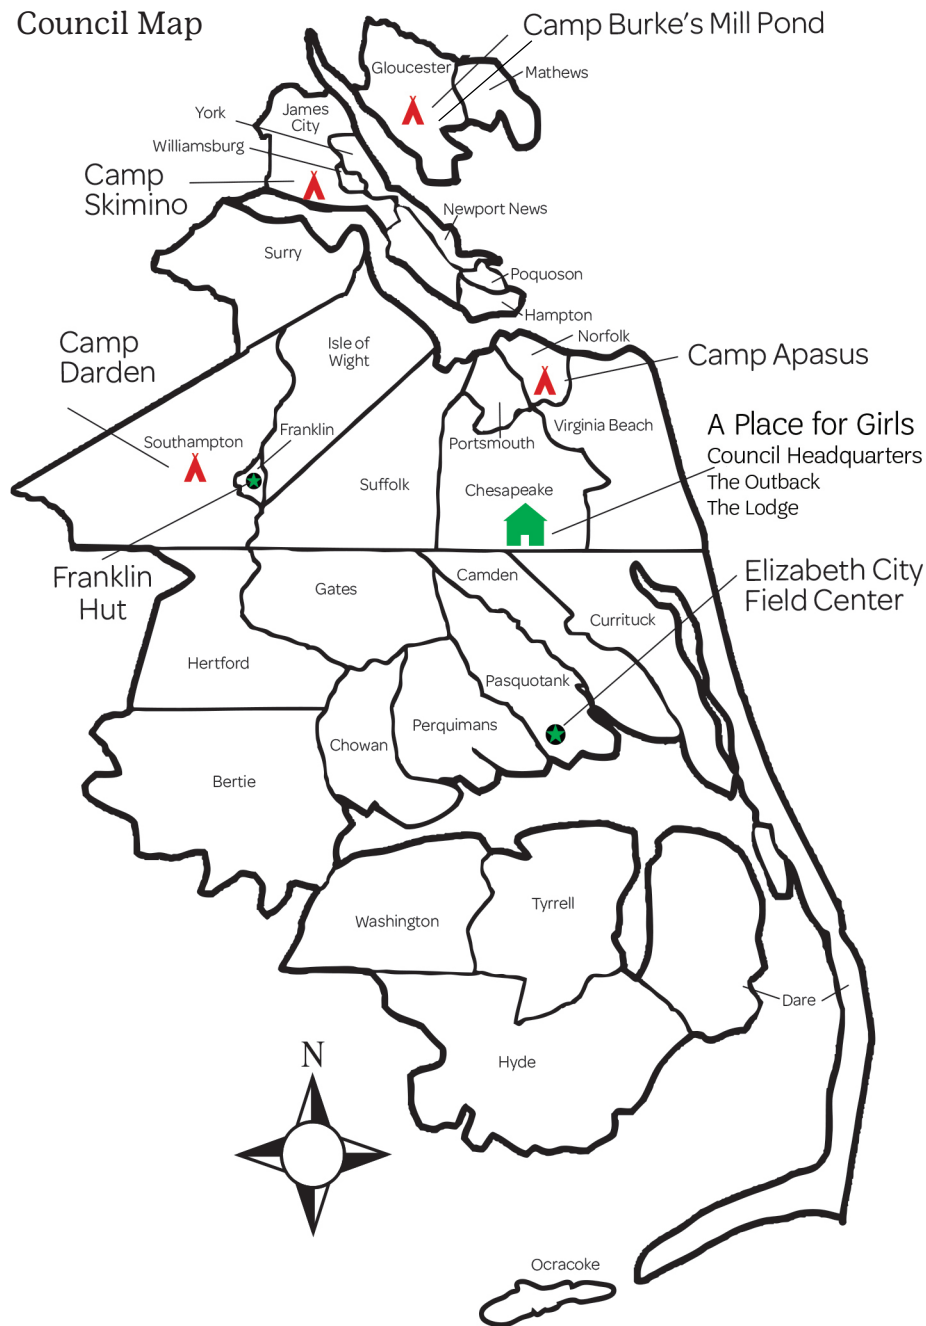 Council Map
Camp Burke's Mill Pond
Gloucester
Mathews
York
James
City
Williamsburg
Camp
Skimino
Newport News
Surry
Poquoson
Hampton
Norfolk
Isle of
Wight
Camp
Darden
Camp Apasus
Franklin
Southampton
Virginia Beach
Portsmouth
A Place for Girls
Council Headquarters
The Outback
The Lodge
Suffolk
Chesapeake
Franklin
Hut
Elizabeth City
Field Center
Gates
Camden
Currituck
Hertford
Pasquotank
Perquimans
Chowan
Bertie
Tyrrell
Washington
Dare
Hyde
N
Ocracoke